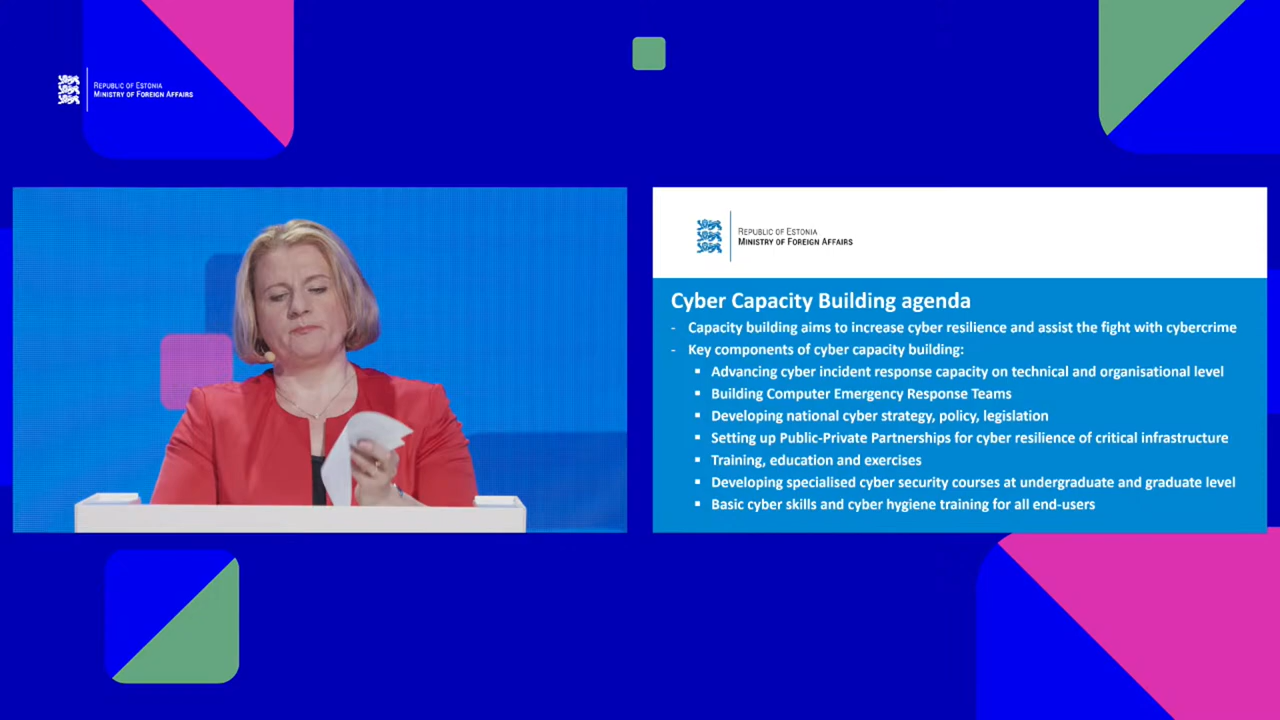 REPUBLIC OF ESTONIA
MINISTRY OF FOREIGN AFFAIRS
REPUBLIC OF ESTONIA
MINISTRY OF FOREIGN AFFAIRS
Cyber Capacity Building agenda
- Capacity building aims to increase cyber resilience and assist the fight with cybercrime
- Key components of cyber capacity building:
▪ Advancing cyber incident response capacity on technical and organisational level
▪ Building Computer Emergency Response Teams
▪ Developing national cyber strategy, policy, legislation
▪ Setting up Public-Private Partnerships for cyber resilience of critical infrastructure
▪ Training, education and exercises
▪ Developing specialised cyber security courses at undergraduate and graduate level
▪ Basic cyber skills and cyber hygiene training for all end-users